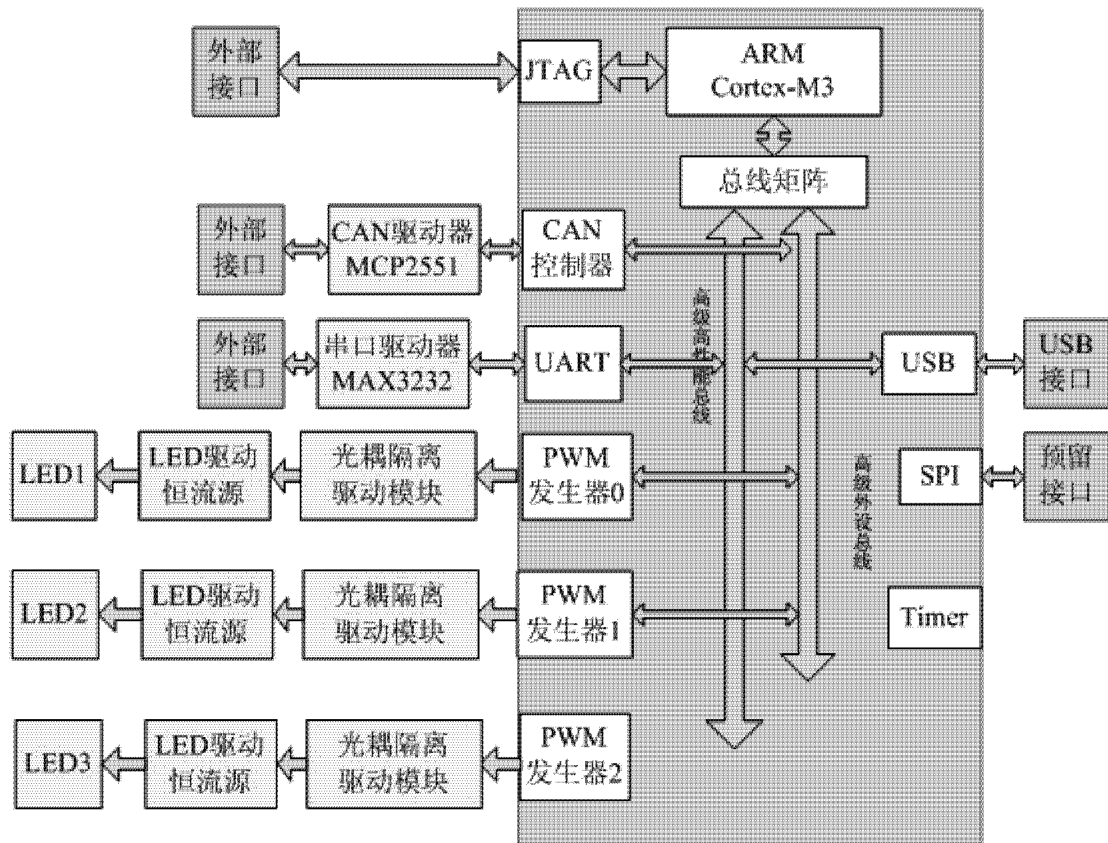 外部
接口
JTAG
ARM
Cortex-M3
总线矩阵
外部
接口
CAN驱动器
MCP2551
CAN
控制器
外部
接口
串口驱动器
MAX3232
UART
高级高性能总线
USB
USB
接口
LED1
LED驱动
恒流源
光耦隔离
驱动模块
PWM
发生器0
高级外设总线
SPI
预留
接口
LED2
LED驱动
恒流源
光耦隔离
驱动模块
PWM
发生器1
Timer
LED3
LED驱动
恒流源
光耦隔离
驱动模块
PWM
发生器2